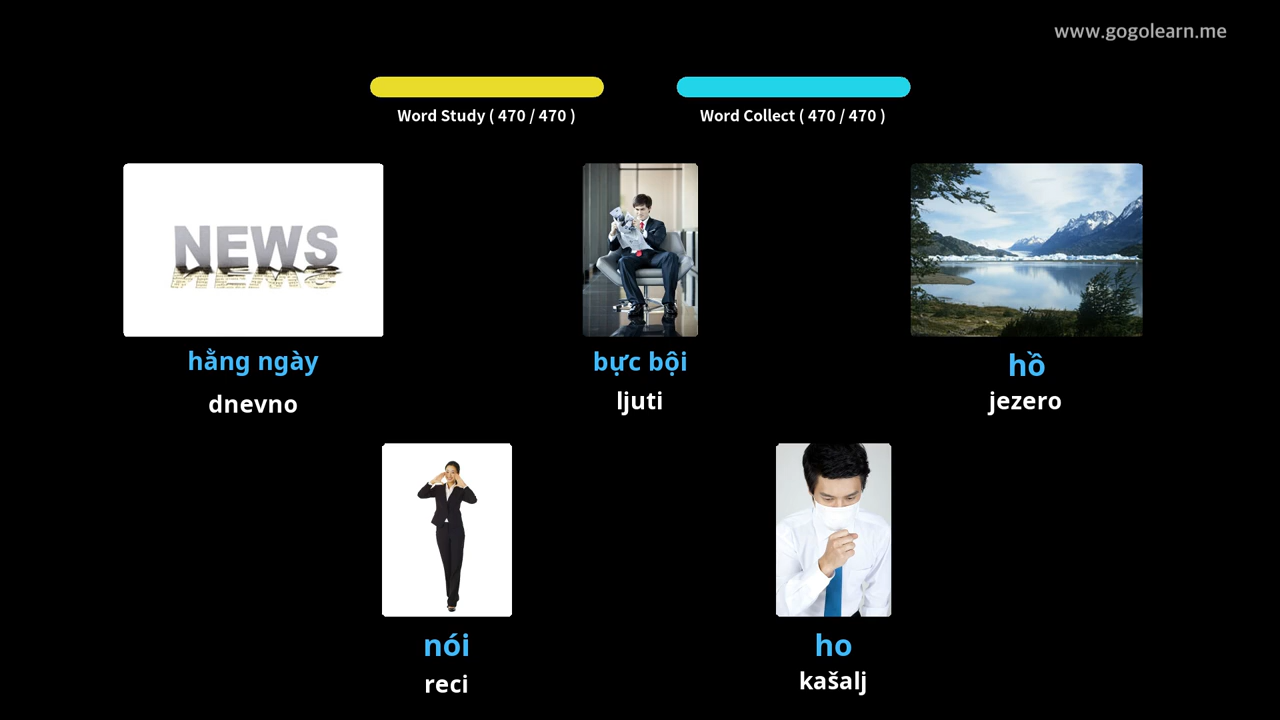 www.gogolearn.me
Word Study ( 470 / 470 )
Word Collect ( 470 / 470 )
NEWS
hằng ngày
bực bội
hồ
dnevno
ljuti
jezero
nói
ho
reci
kašalj